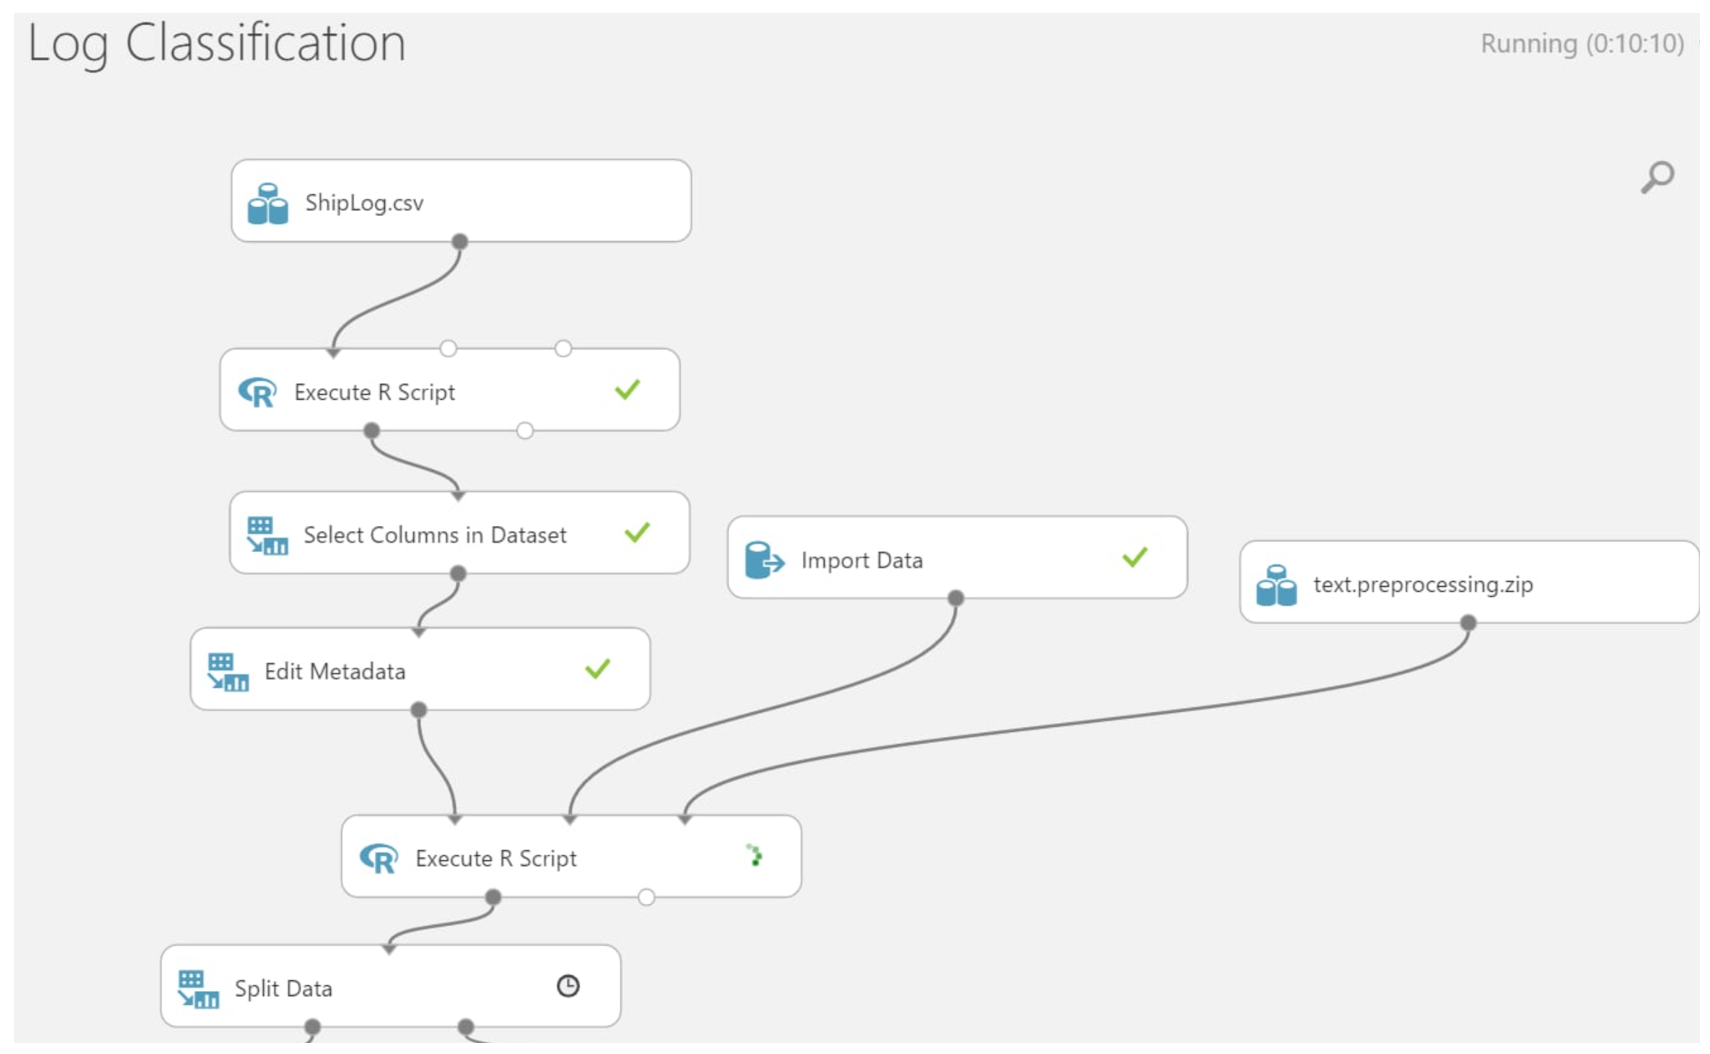 Log Classification
Running (0:10:10)
ShipLog.csv
Execute R Script
Select Columns in Dataset
Import Data
text.preprocessing.zip
Edit Metadata
Execute R Script
Split Data